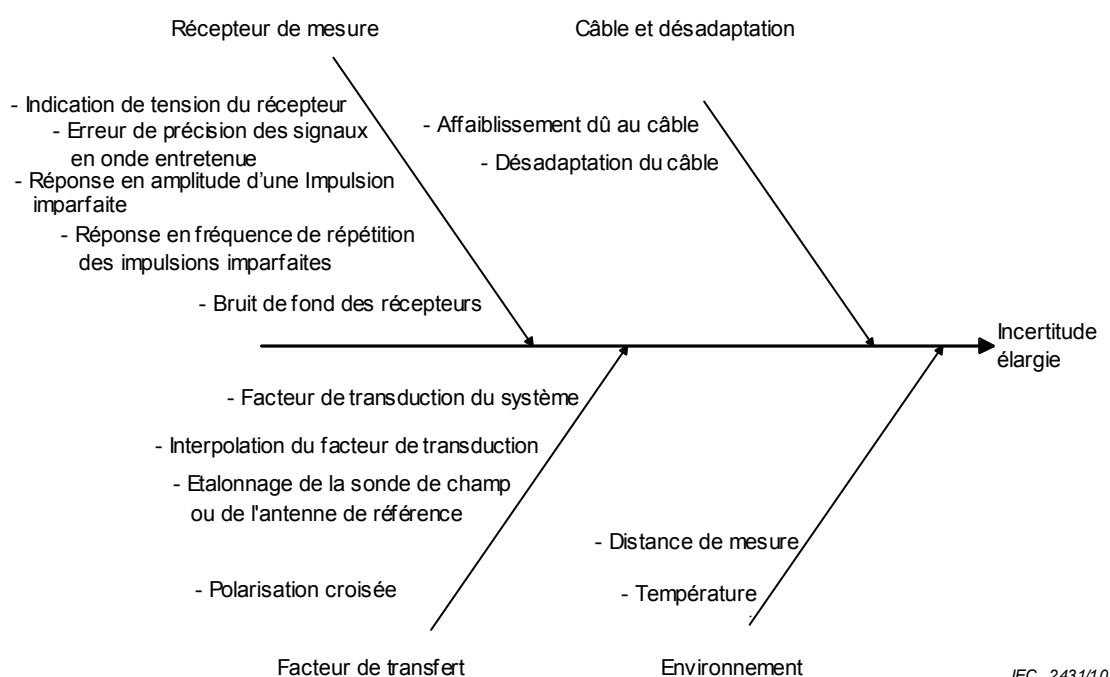 Récepteur de mesure
Câble et désadaptation
- Indication de tension du récepteur
- Erreur de précision des signaux
en onde entretenue
- Réponse en amplitude d'une Impulsion
imparfaite
- Réponse en fréquence de répétition
des impulsions imparfaites
- Bruit de fond des récepteurs
- Affaiblissement dû au câble
- Désadaptation du câble
Incertitude
élargie
- Facteur de transduction du système
- Interpolation du facteur de transduction
- Etalonnage de la sonde de champ
ou de l'antenne de référence
- Polarisation croisée
- Distance de mesure
- Température
Facteur de transfert
Environnement
IEC 2431/10